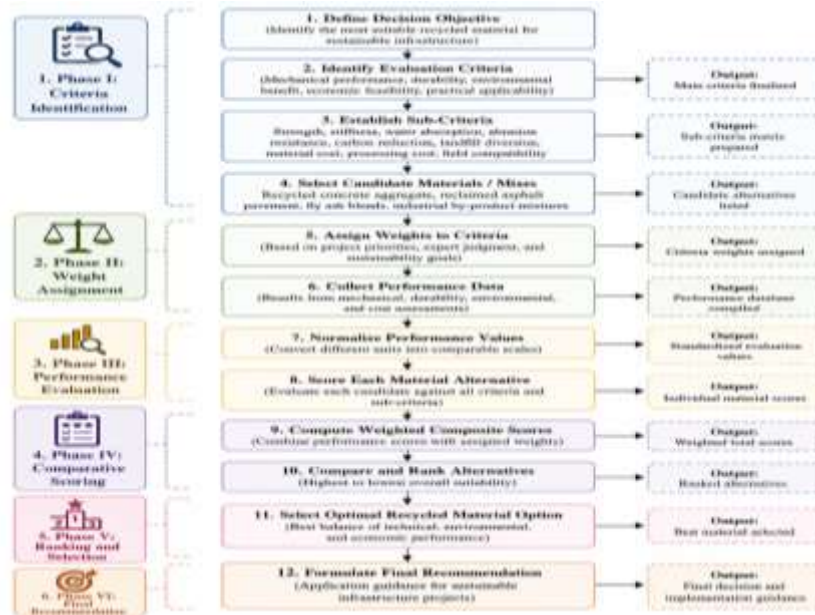 1. Phase I:
Criteria
Identification
2. Phase II:
Weight
Assignment
3. Phase III:
Performance
Evaluation
4. Phase IV:
Comparative
Scoring
5. Phase V:
Ranking and
Selection
6. Phase VI:
Final
Recommendation
1. Define Decision Objective
(Identify the most suitable recycled material for
sustainable infrastructure)
2. Identify Evaluation Criteria
(Mechanical performance, durability, environmental
benefit, economic feasibility, practical applicability)
3. Establish Sub-Criteria
Strength, stiffness, water absorption, abrasion
resistance, carbon reduction, landfill diversion,
material cost, processing cost, field compatibility
4. Select Candidate Materials / Mixes
Recycled concrete aggregate, reclaimed asphalt
pavement, fly ash blends, industrial by-product mixtures
5. Assign Weights to Criteria
(Based on project priorities, expert judgment, and
sustainability goals)
6. Collect Performance Data
(Results from mechanical, durability, environmental,
and cost assessments)
7. Normalize Performance Values
(Convert different units into comparable scales)
8. Score Each Material Alternative
(Evaluate each candidate against all criteria and
sub-criteria)
9. Compute Weighted Composite Scores
(Combine performance scores with assigned weights)
10. Compare and Rank Alternatives
(Highest to lowest overall suitability)
11. Select Optimal Recycled Material Option
(Best balance of technical, environmental,
and economic performance)
12. Formulate Final Recommendation
(Application guidance for sustainable
infrastructure projects)
Output:
Main criteria finalized
Output:
Sub-criteria matrix
prepared
Output:
Candidate alternatives
listed
Output:
Criteria weights assigned
Output:
Performance database
compiled
Output:
Standardized evaluation
values
Output:
Individual material scores
Output:
Weighted total scores
Output:
Ranked alternatives
Output:
Best material selected
Output:
Final decision and
implementation guidance